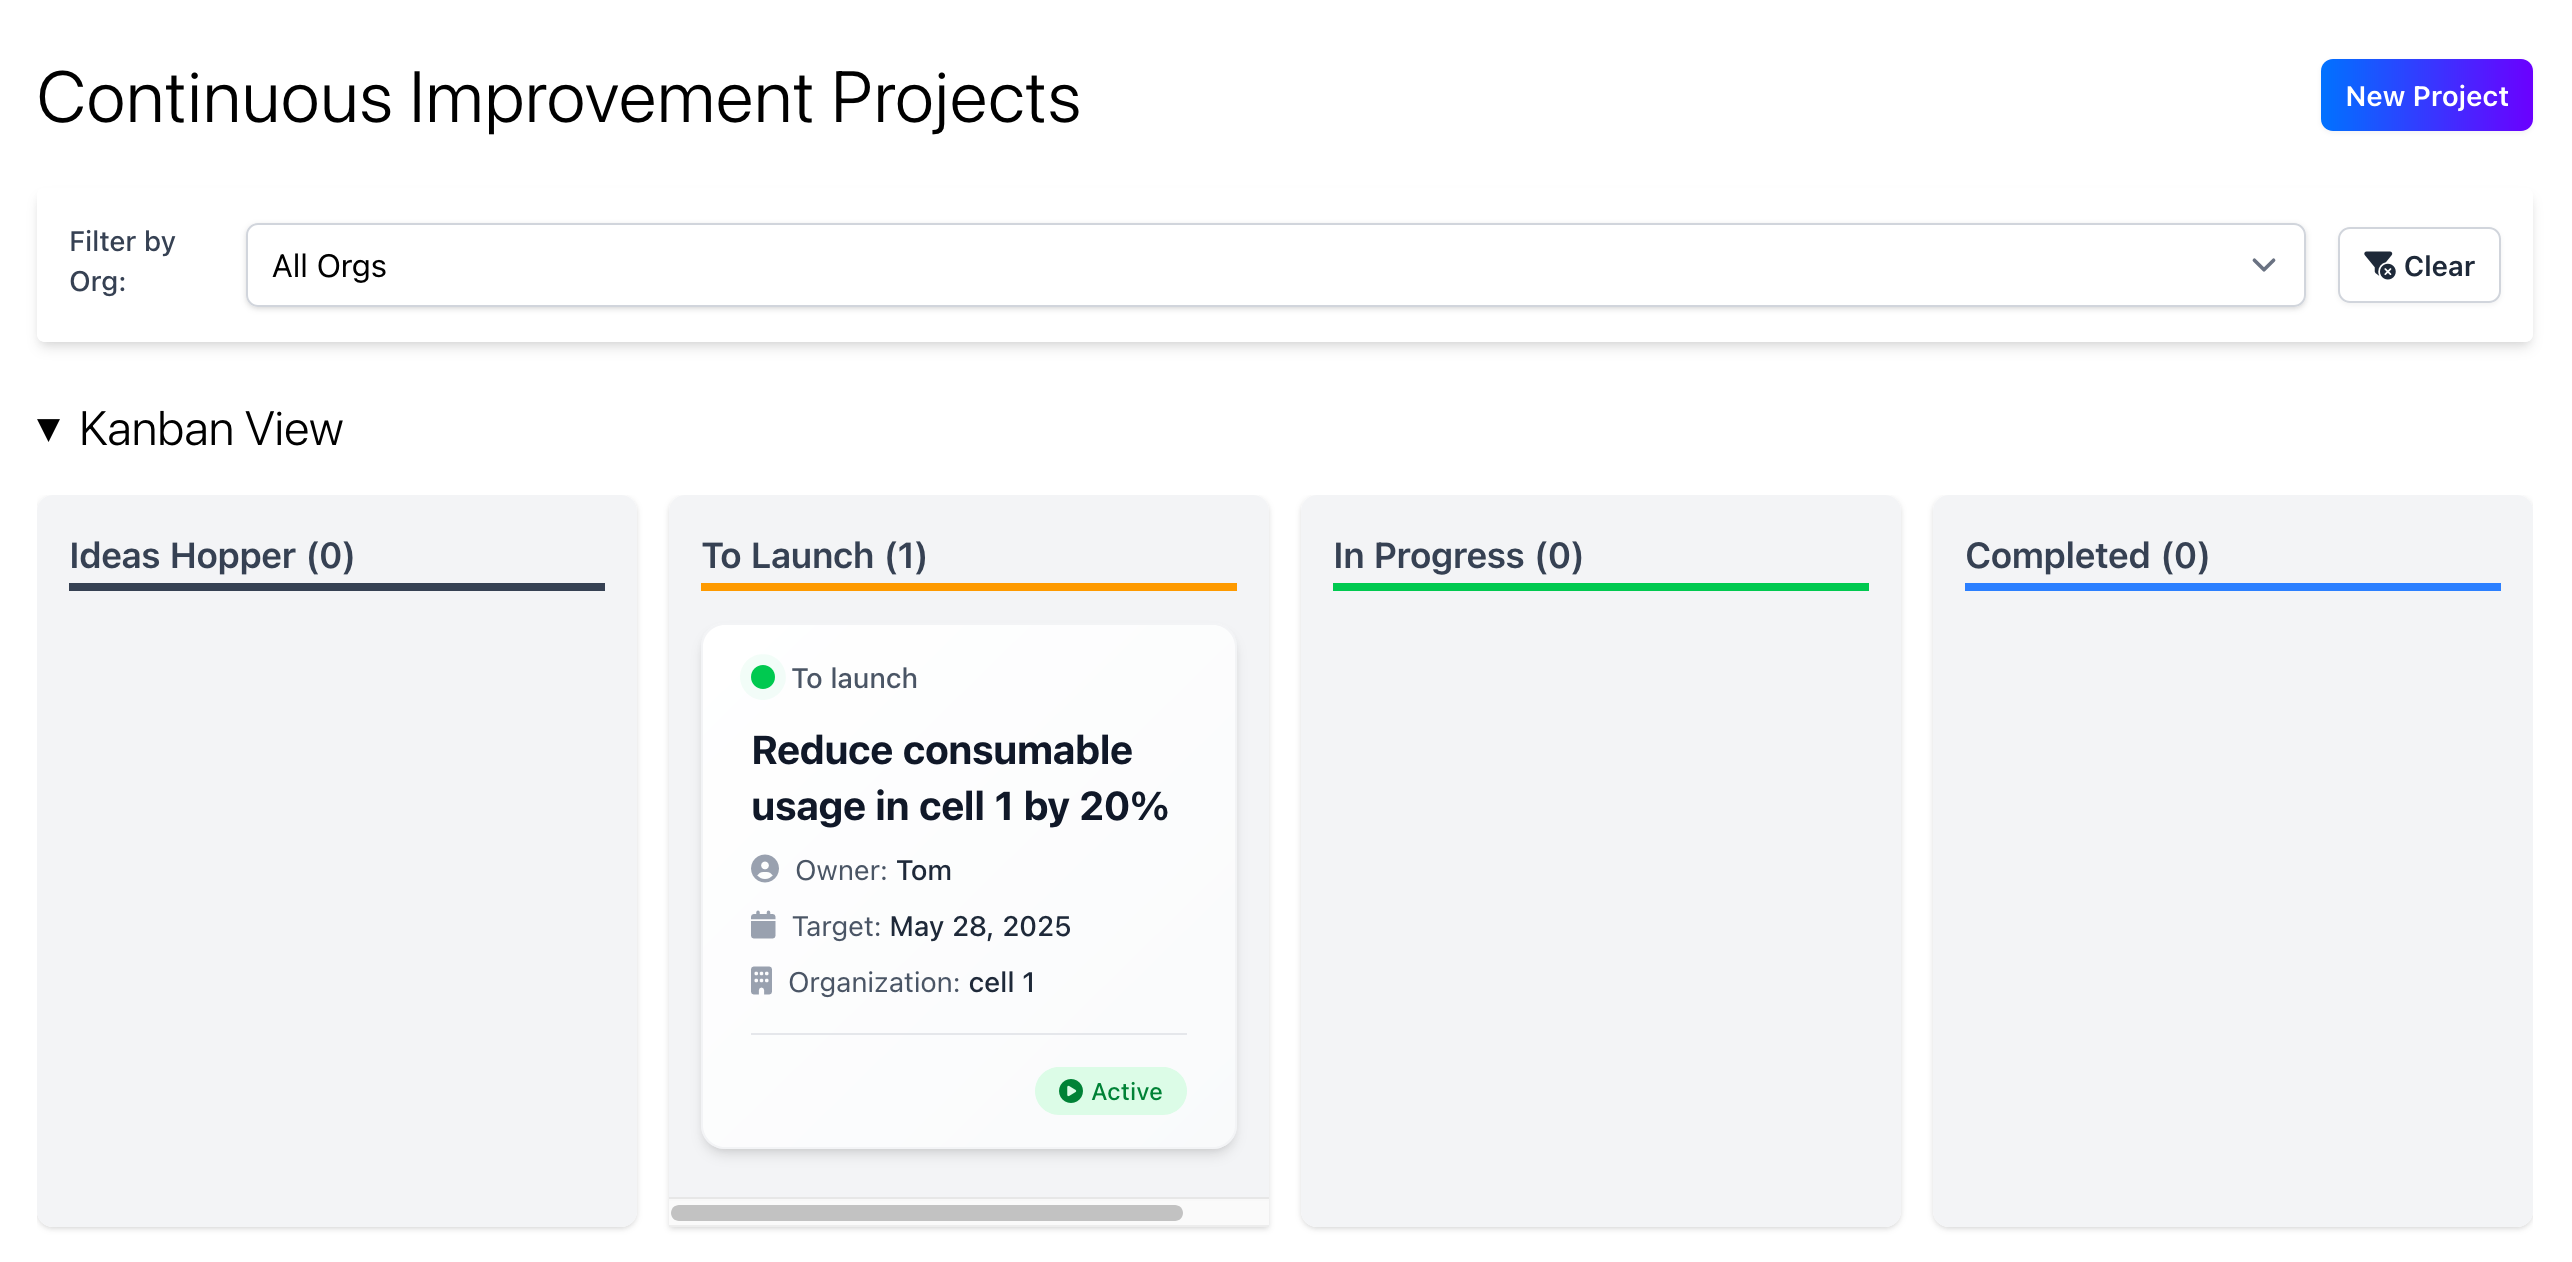 Continuous Improvement Projects
New Project
Filter by
Org:
All Orgs
Clear
▼ Kanban View
Ideas Hopper (0)
To Launch (1)
To launch
Reduce consumable
usage in cell 1 by 20%
Owner: Tom
Target: May 28, 2025
Organization: cell 1
Active
In Progress (0)
Completed (0)